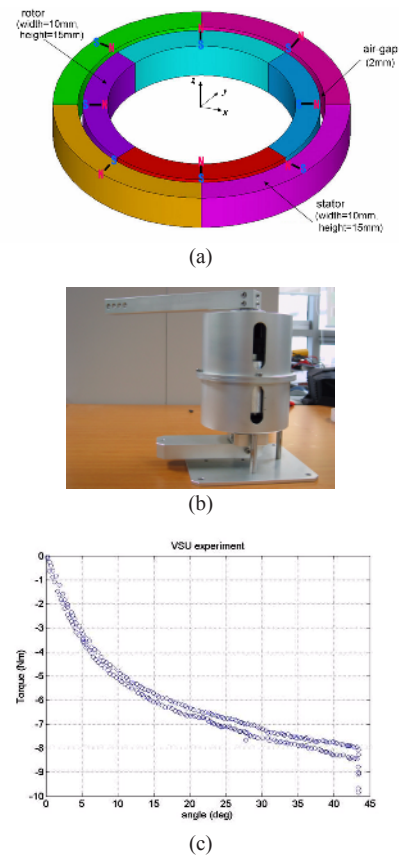 rotor
(width=10mm,
height=15mm)
air-gap
(2mm)
S
N
N
S
S
N
N
S
z
y
x
S
N
N
S
N
S
N
S
stator
(width=10mm,
height=15mm)
(a)
(b)
VSU experiment
Torque (Nm)
0
-1
-2
-3
-4
-5
-6
-7
-8
-9
-10
0
5
10
15
20
25
30
35
40
45
angle (deg)
(c)